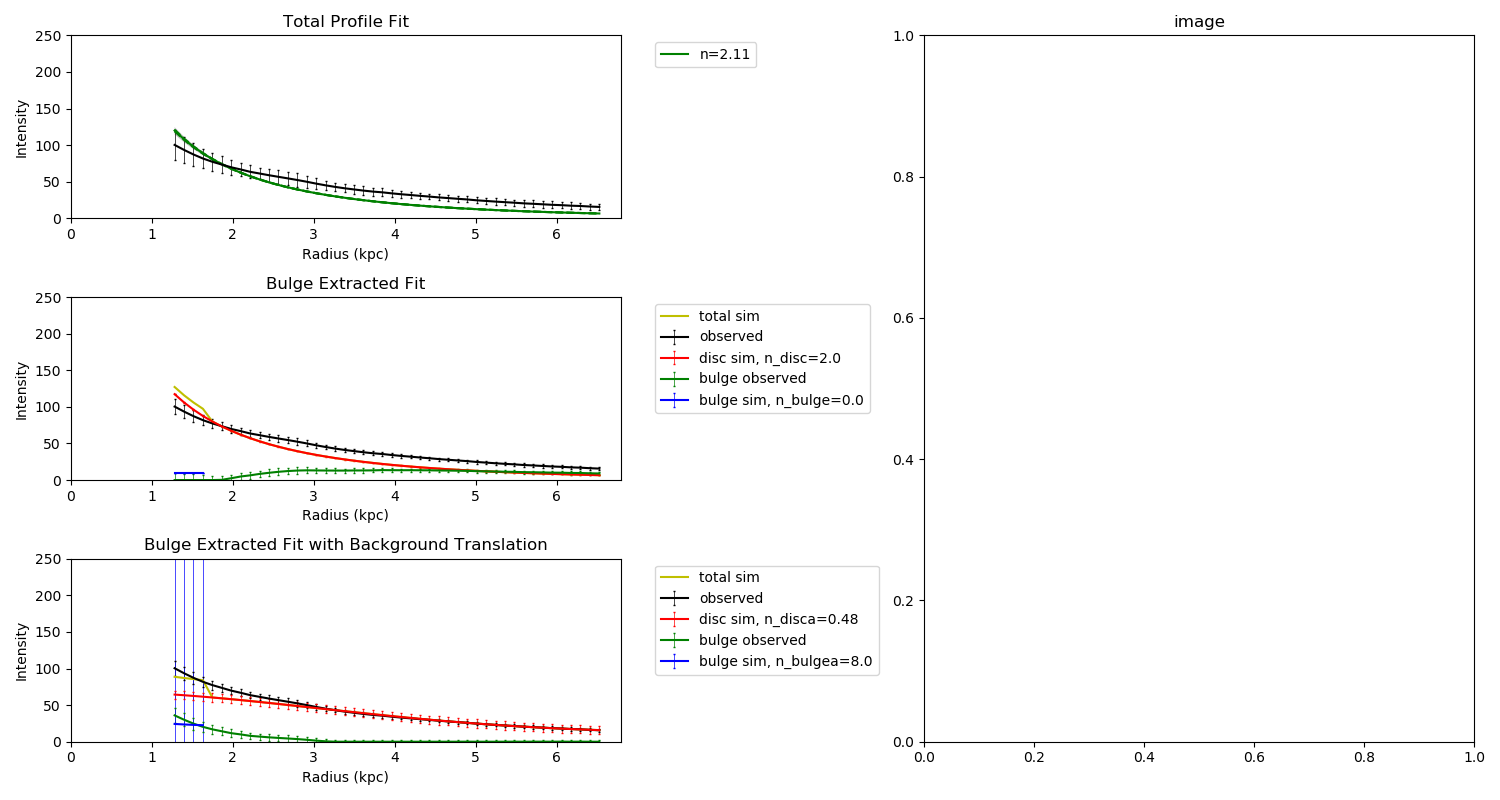 Total Profile Fit
250
200
150
100
50
0
Intensity
0 1 2 3 4 5 6
Radius (kpc)
n=2.11
Bulge Extracted Fit
250
200
150
100
50
0
Intensity
0 1 2 3 4 5 6
Radius (kpc)
total sim
observed
disc sim, n_disc=2.0
bulge observed
bulge sim, n_bulge=0.0
Bulge Extracted Fit with Background Translation
250
200
150
100
50
0
Intensity
0 1 2 3 4 5 6
Radius (kpc)
total sim
observed
disc sim, n_disca=0.48
bulge observed
bulge sim, n_bulgea=8.0
image
1.0
0.8
0.6
0.4
0.2
0.0
0.0 0.2 0.4 0.6 0.8 1.0